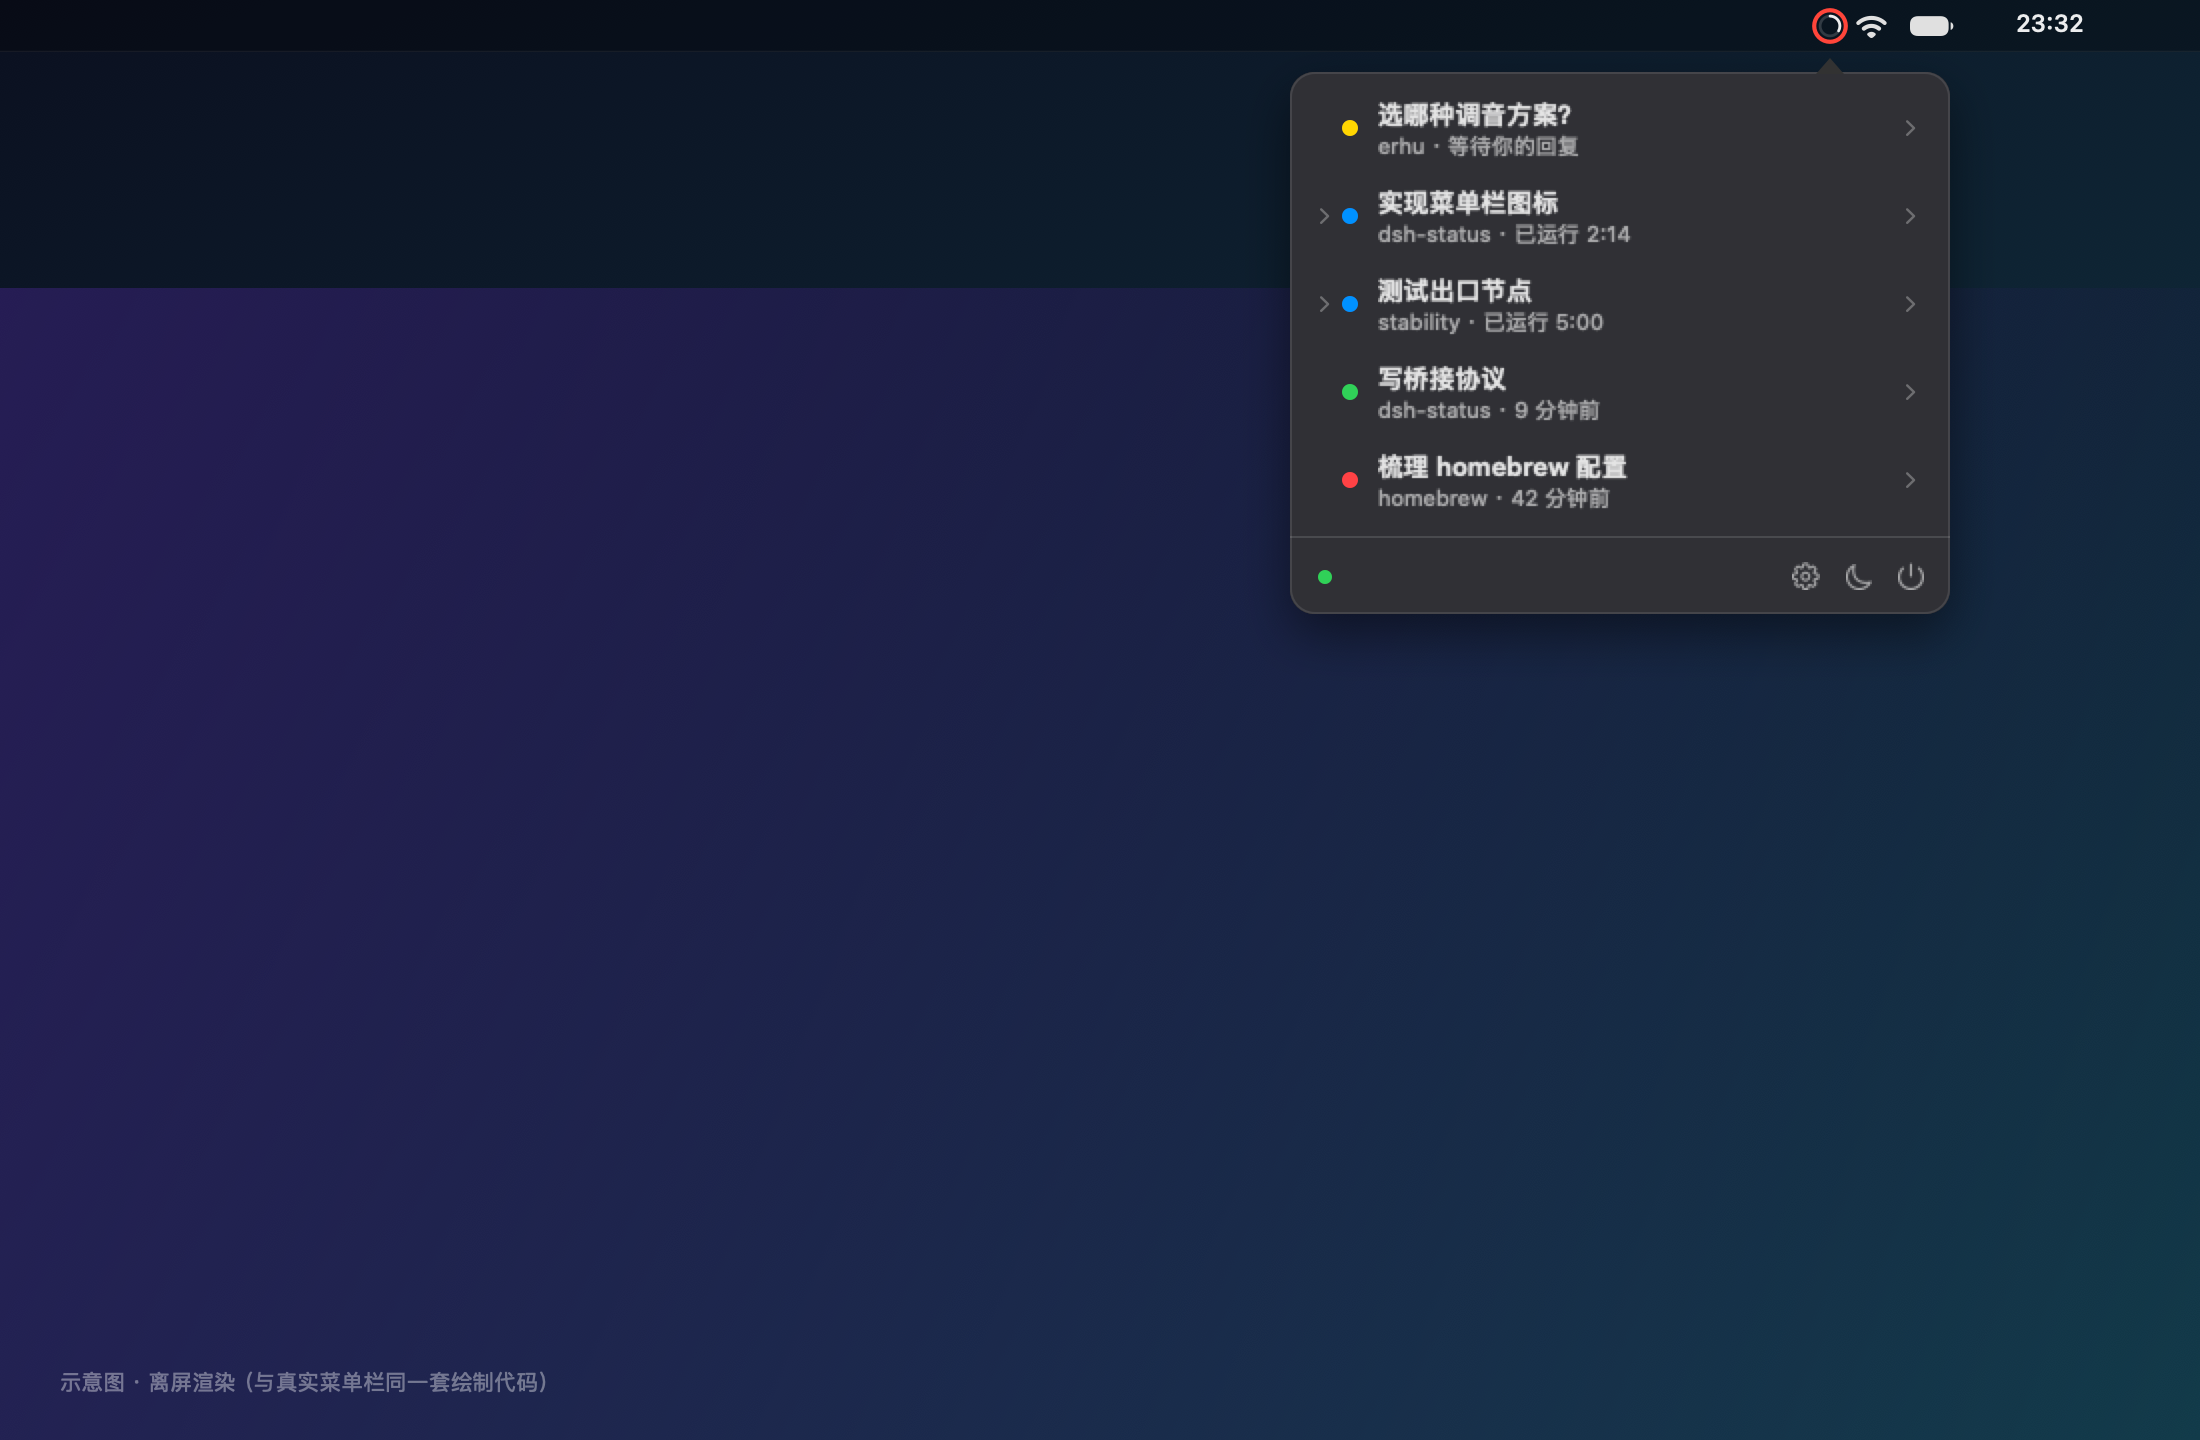 23:32
选哪种调音方案？
erhu · 等待你的回复
实现菜单栏图标
dsh-status · 已运行 2:14
测试出口节点
stability · 已运行 5:00
写桥接协议
dsh-status · 9 分钟前
梳理 homebrew 配置
homebrew · 42 分钟前
示意图 · 离屏渲染（与真实菜单栏同一套绘制代码）